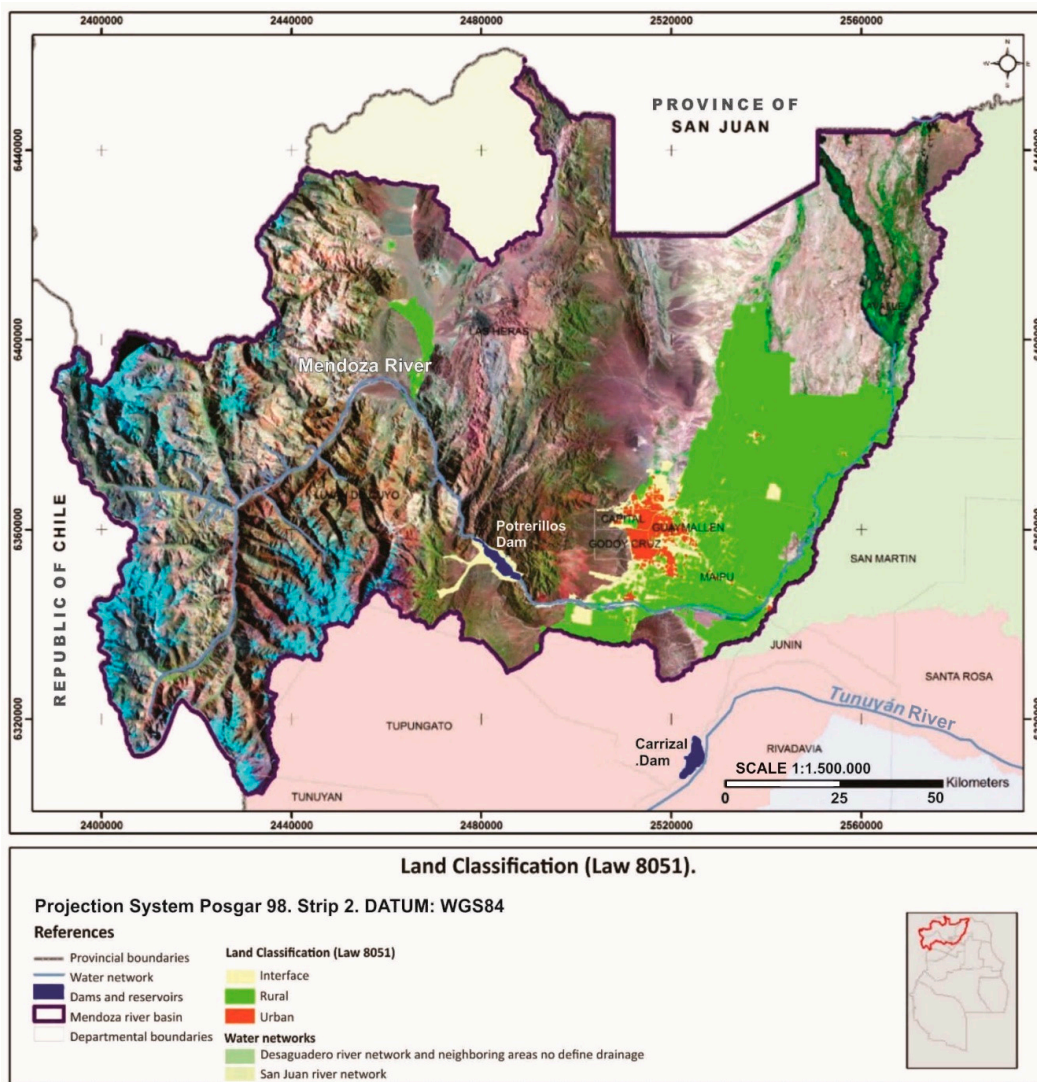 2400000 2440000 2480000 2520000 2560000
N
PROVINCE OF
SAN JUAN
6440000
6400000
6360000
6320000
LAS HERAS
Mendoza River
REPUBLIC OF CHILE
Potrerillos
Dam
CAPITAL
GUAYMALLEN
GODOY CRUZ
MAIPU
SAN MARTIN
JUNIN
SANTA ROSA
TUPUNGATO
Tunuyán River
Carrizal
.Dam
RIVADAVIA
SCALE 1:1.500.000
Kilometers
0 25 50
TUNUYAN
2400000 2440000 2480000 2520000 2560000
Land Classification (Law 8051).
Projection System Posgar 98. Strip 2. DATUM: WGS84
References
Provincial boundaries
Water network
Dams and reservoirs
Mendoza river basin
Departmental boundaries
Land Classification (Law 8051)
Interface
Rural
Urban
Water networks
Desaguadero river network and neighboring areas no define drainage
San Juan river network